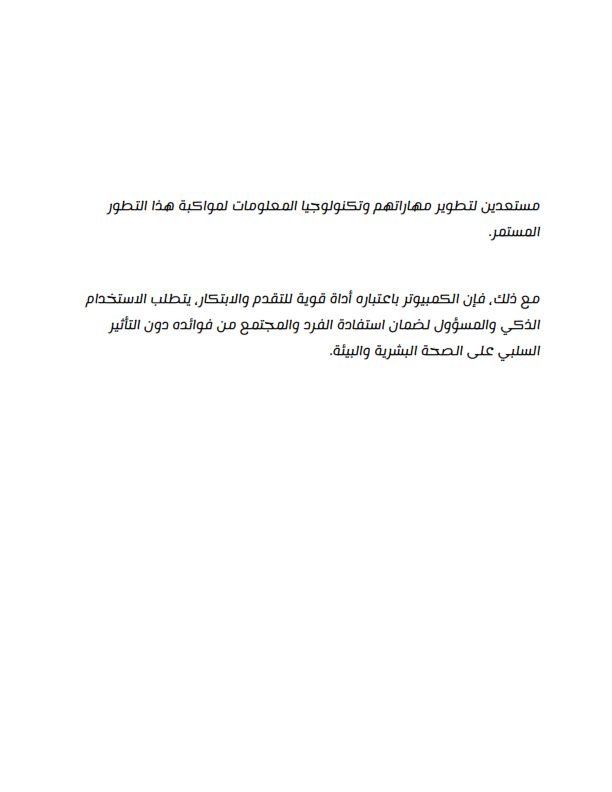 مستعدين لتطوير مهاراتهم وتكنولوجيا المعلومات لمواكبة هذا التطور
المستمر.
مع ذلك، فإن الكمبيوتر باعتباره أداة قوية للتقدم والابتكار، يتطلب الاستخدام
الذكي والمسؤول لضمان استفادة الفرد والمجتمع من فوائده دون التأثير
السلبي على الصحة البشرية والبيئة.